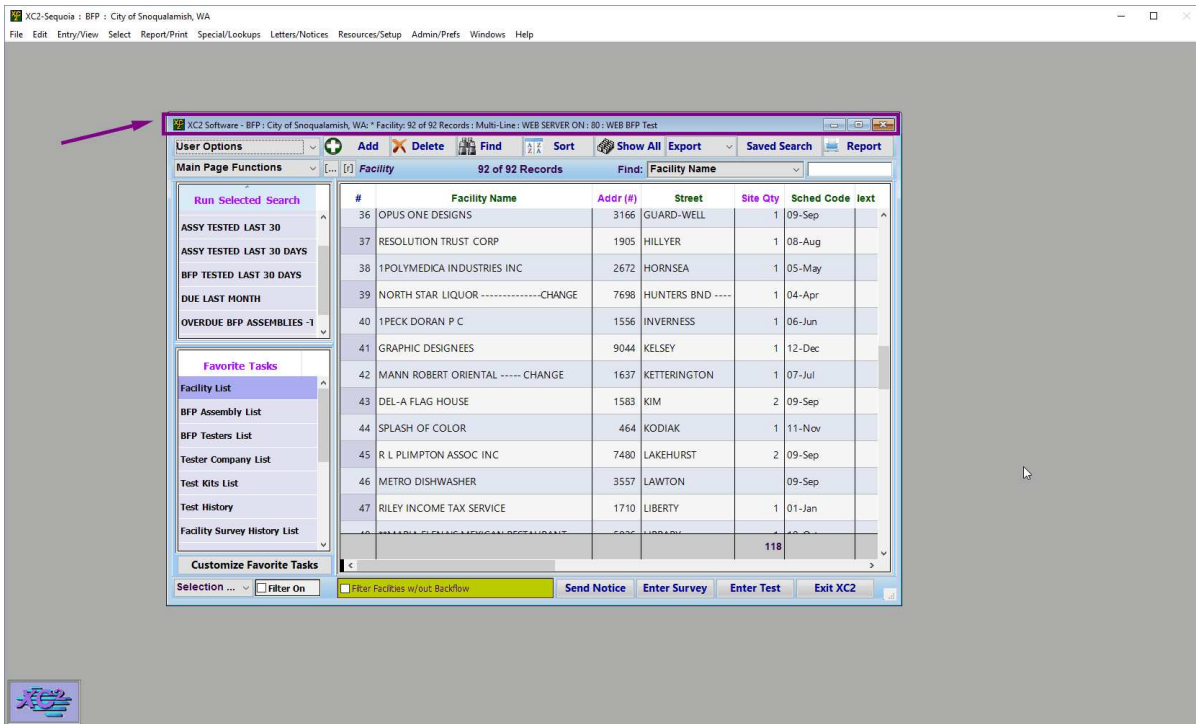 XC2-Sequoia : BFP : City of Snoqualamish, WA
File Edit Entry/View Select Report/Print Special/Lookups Letters/Notices Resources/Setup Admin/Prefs Windows Help
XC2 Software - BFP : City of Snoqualamish, WA: * Facility: 92 of 92 Records : Multi-Line : WEB SERVER ON : 80 : WEB BFP Test
User Options Add Delete Find Sort Show All Export Saved Search Report
Main Page Functions [... [r] Facility 92 of 92 Records Find: Facility Name
Run Selected Search
ASSY TESTED LAST 30
ASSY TESTED LAST 30 DAYS
BFP TESTED LAST 30 DAYS
DUE LAST MONTH
OVERDUE BFP ASSEMBLIES -T
Favorite Tasks
Facility List
BFP Assembly List
BFP Testers List
Tester Company List
Test Kits List
Test History
Facility Survey History List
Customize Favorite Tasks
# Facility Name Addr (#) Street Site Qty Sched Code lext
36 OPUS ONE DESIGNS 3166 GUARD-WELL 1 09-Sep
37 RESOLUTION TRUST CORP 1905 HILLYER 1 08-Aug
38 1POLYMEDICA INDUSTRIES INC 2672 HORNSEA 1 05-May
39 NORTH STAR LIQUOR --------------CHANGE 7698 HUNTERS BND ---- 1 04-Apr
40 1PECK DORAN P C 1556 INVERNESS 1 06-Jun
41 GRAPHIC DESIGNEES 9044 KELSEY 1 12-Dec
42 MANN ROBERT ORIENTAL ----- CHANGE 1637 KETTERINGTON 1 07-Jul
43 DEL-A FLAG HOUSE 1583 KIM 2 09-Sep
44 SPLASH OF COLOR 464 KODIAK 1 11-Nov
45 R L PLIMPTON ASSOC INC 7480 LAKEHURST 2 09-Sep
46 METRO DISHWASHER 3557 LAWTON 09-Sep
47 RILEY INCOME TAX SERVICE 1710 LIBERTY 1 01-Jan
118
Selection ... Filter On Filter Facilities w/out Backflow Send Notice Enter Survey Enter Test Exit XC2
XC2